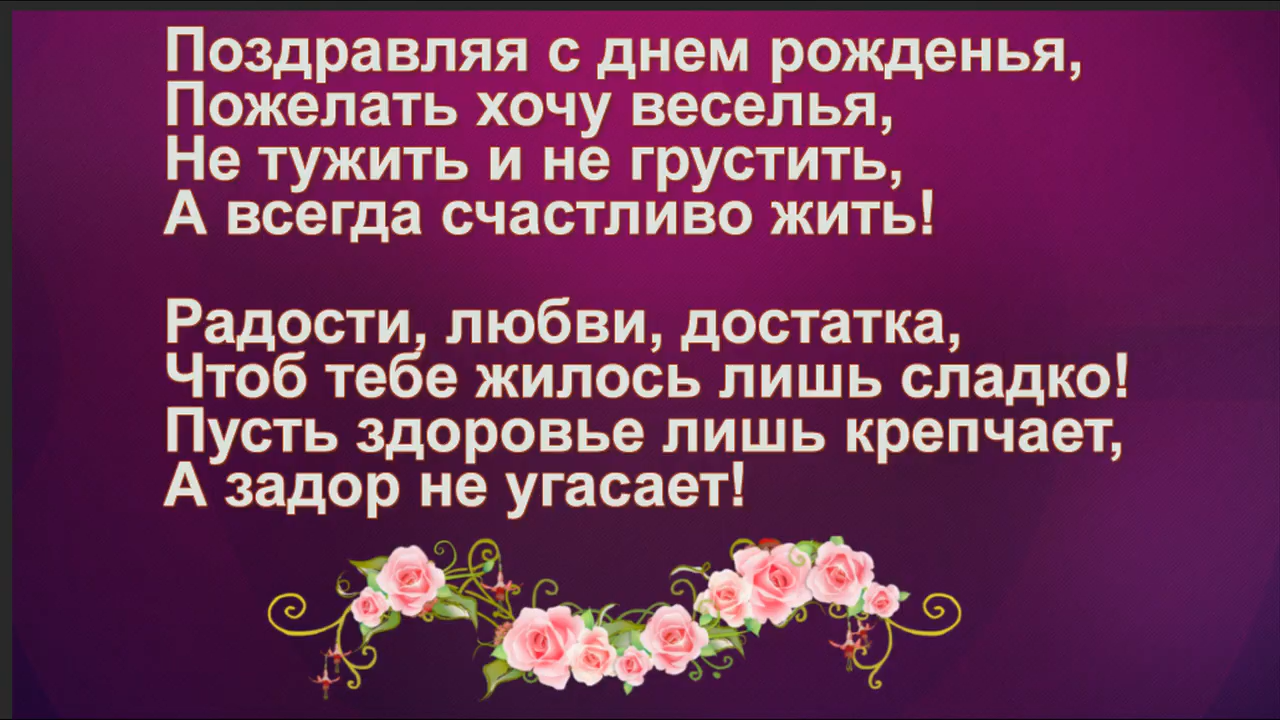 Поздравляя с днем рожденья,
Пожелать хочу веселья,
Не тужить и не грустить,
А всегда счастливо жить!
Радости, любви, достатка,
Чтоб тебе жилось лишь сладко!
Пусть здоровье лишь крепчает,
А задор не угасает!